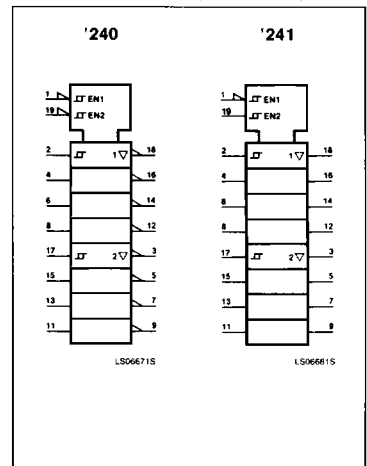 '240 '241
1 EN1 1 EN1
19 EN2 19 EN2
2 1▽ 18 2 1▽ 18
4 16 4 16
6 14 6 14
8 12 8 12
17 2▽ 3 17 2▽ 3
15 5 15 5
13 7 13 7
11 9 11 9
LS06671S LS06681S